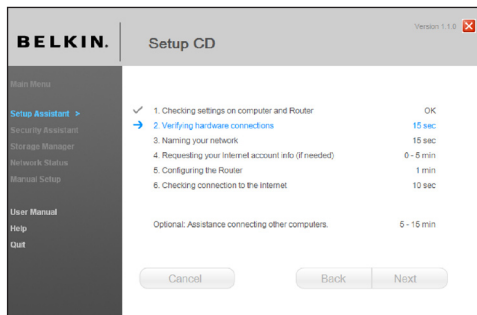 Version 1.1.0
BELKIN.
Setup CD
Main Menu
Setup Assistant >
Security Assistant
Storage Manager
Network Status
Manual Setup
User Manual
Help
Quit
1. Checking settings on computer and Router OK
2. Verifying hardware connections 15 sec
3. Naming your network 15 sec
4. Requesting your Internet account info (if needed) 0 - 5 min
5. Configuring the Router 1 min
6. Checking connection to the internet 10 sec
Optional: Assistance connecting other computers. 5 - 15 min
Cancel
Back
Next